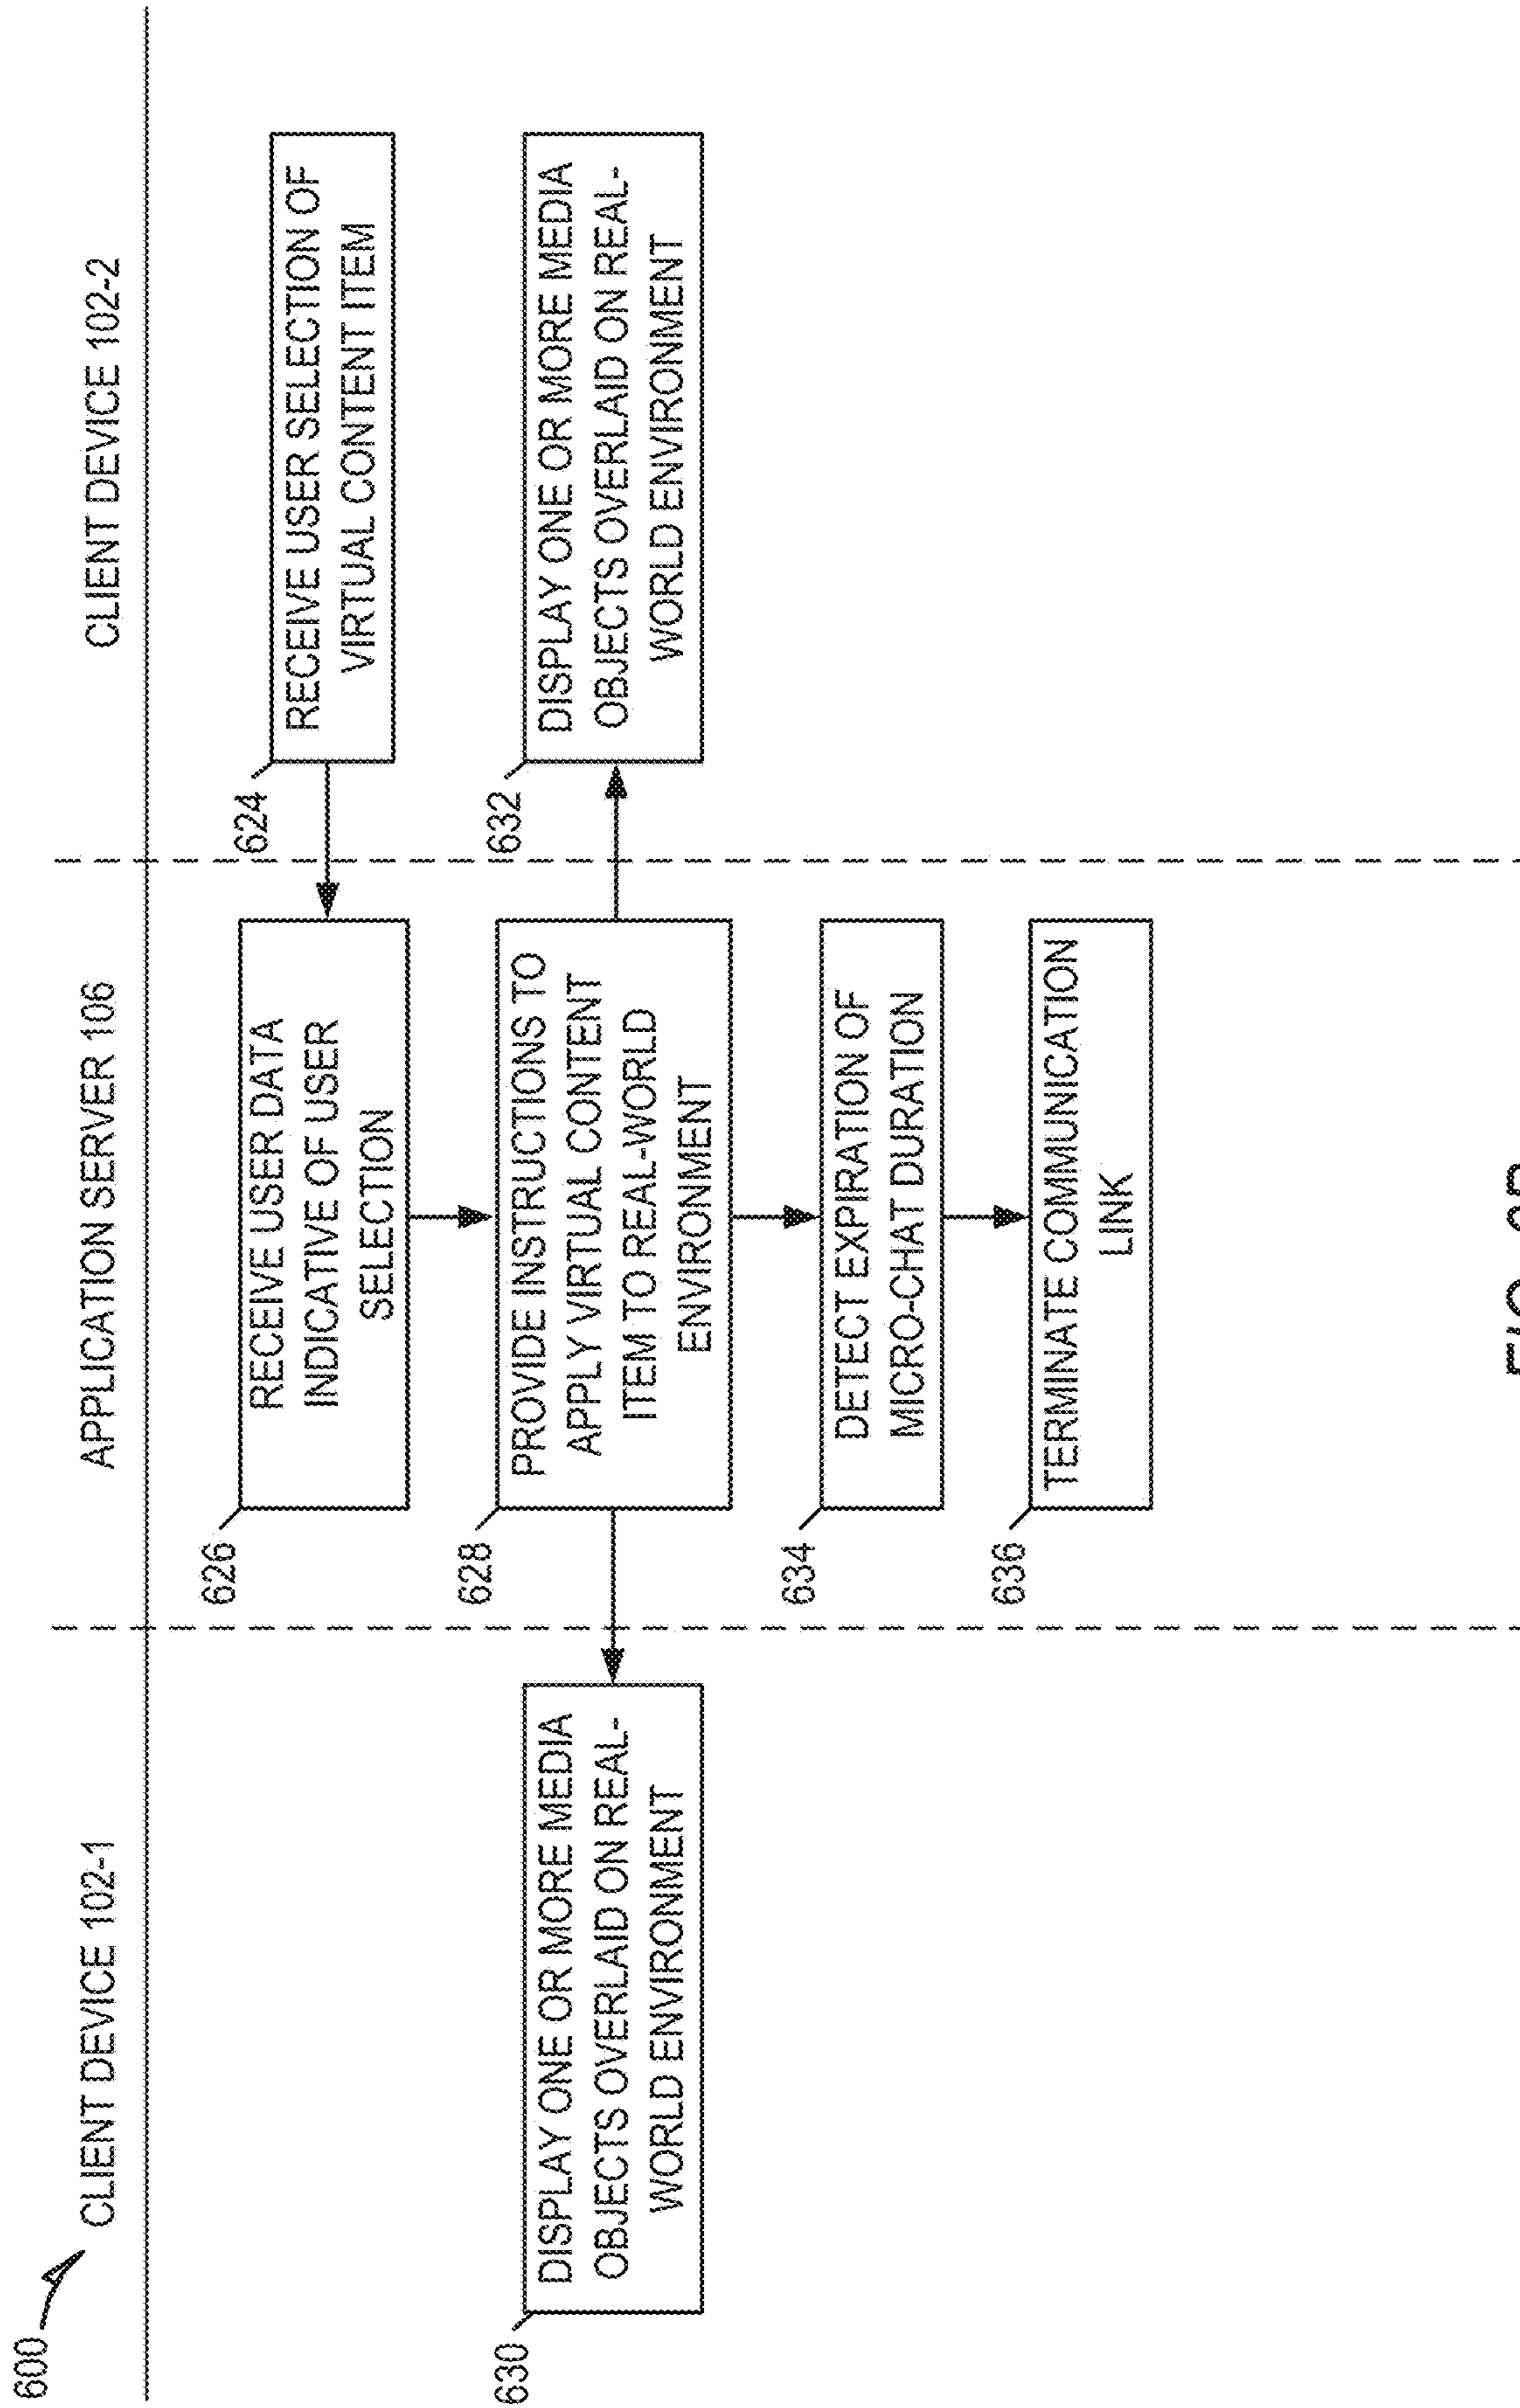 600
CLIENT DEVICE 102-1
APPLICATION SERVER 106
CLIENT DEVICE 102-2
624
RECEIVE USER SELECTION OF
VIRTUAL CONTENT ITEM
626
RECEIVE USER DATA
INDICATIVE OF USER
SELECTION
628
PROVIDE INSTRUCTIONS TO
APPLY VIRTUAL CONTENT
ITEM TO REAL-WORLD
ENVIRONMENT
630
DISPLAY ONE OR MORE MEDIA
OBJECTS OVERLAID ON REAL-
WORLD ENVIRONMENT
632
DISPLAY ONE OR MORE MEDIA
OBJECTS OVERLAID ON REAL-
WORLD ENVIRONMENT
634
DETECT EXPIRATION OF
MICRO-CHAT DURATION
636
TERMINATE COMMUNICATION
LINK